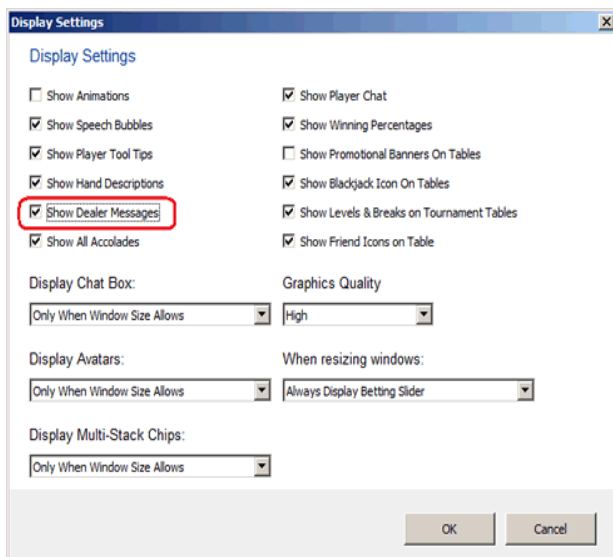 Display Settings
Display Settings
Show Animations
Show Speech Bubbles
Show Player Tool Tips
Show Hand Descriptions
Show Dealer Messages
Show All Accolades
Show Player Chat
Show Winning Percentages
Show Promotional Banners On Tables
Show Blackjack Icon On Tables
Show Levels & Breaks on Tournament Tables
Show Friend Icons on Table
Display Chat Box:
Only When Window Size Allows
Graphics Quality
High
Display Avatars:
Only When Window Size Allows
When resizing windows:
Always Display Betting Slider
Display Multi-Stack Chips:
Only When Window Size Allows
OK
Cancel